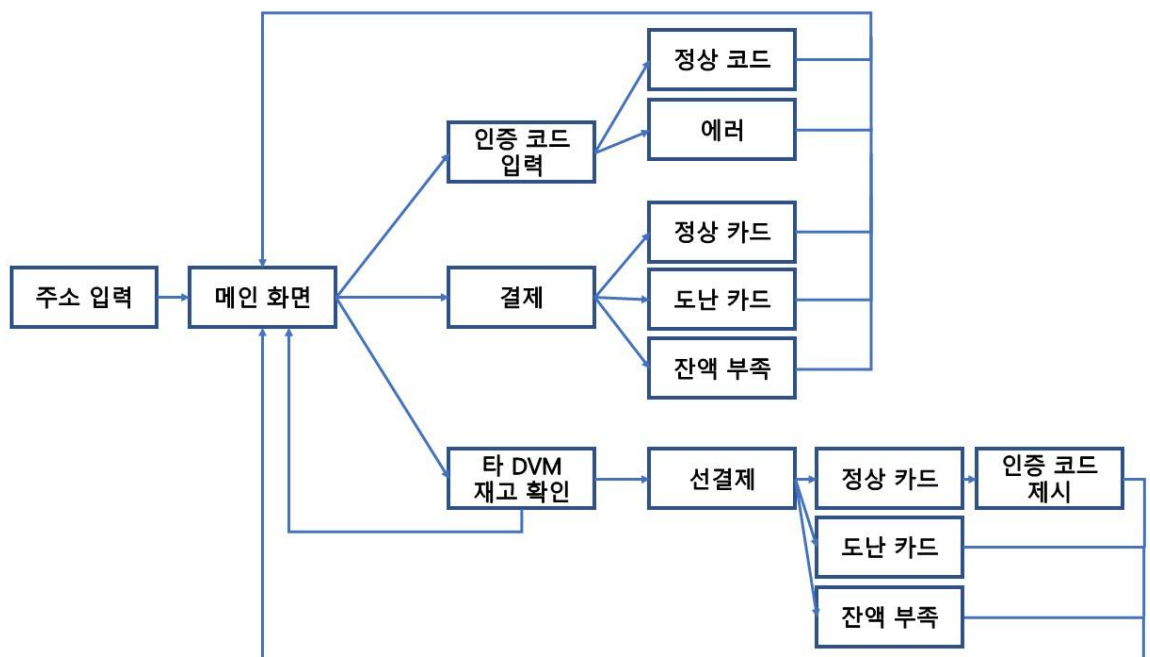 정상 코드
에러
인증 코드
입력
정상 카드
주소 입력
메인 화면
결제
도난 카드
잔액 부족
타 DVM
재고 확인
선결제
정상 카드
인증 코드
제시
도난 카드
잔액 부족